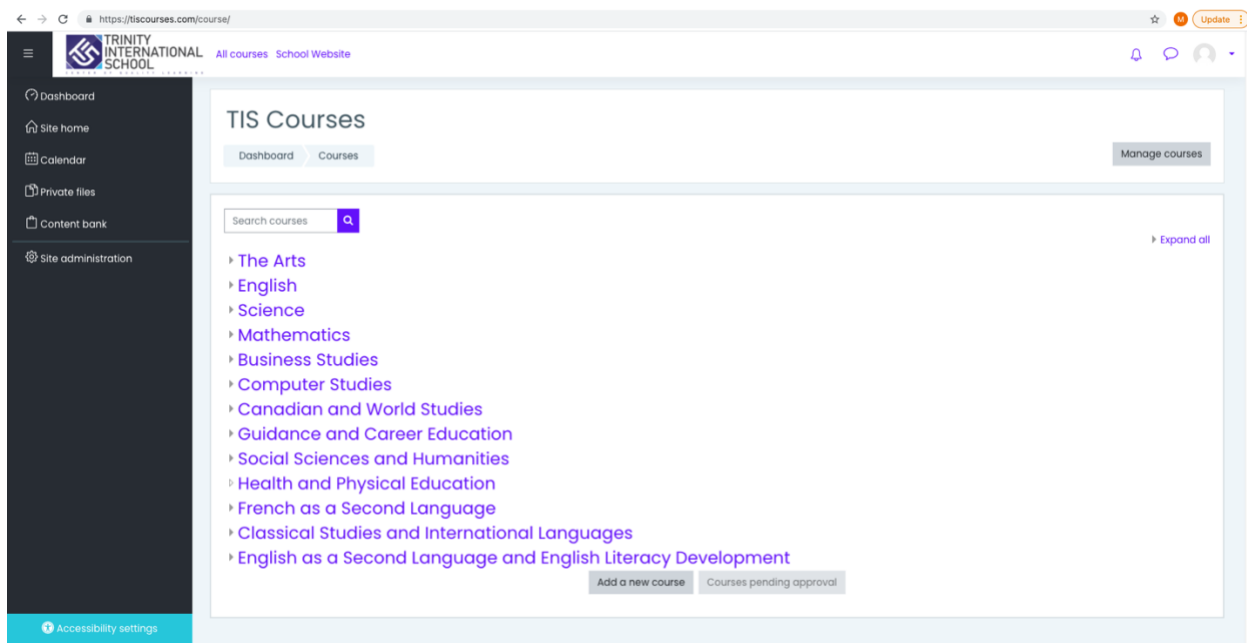 https://tiscourses.com/course/
M Update
TRINITY
INTERNATIONAL
SCHOOL
CENTER OF QUALITY LEARNING
All courses School Website
Dashboard
Site home
Calendar
Private files
Content bank
Site administration
Accessibility settings
TIS Courses
Dashboard Courses
Manage courses
Search courses
Expand all
The Arts
English
Science
Mathematics
Business Studies
Computer Studies
Canadian and World Studies
Guidance and Career Education
Social Sciences and Humanities
Health and Physical Education
French as a Second Language
Classical Studies and International Languages
English as a Second Language and English Literacy Development
Add a new course Courses pending approval